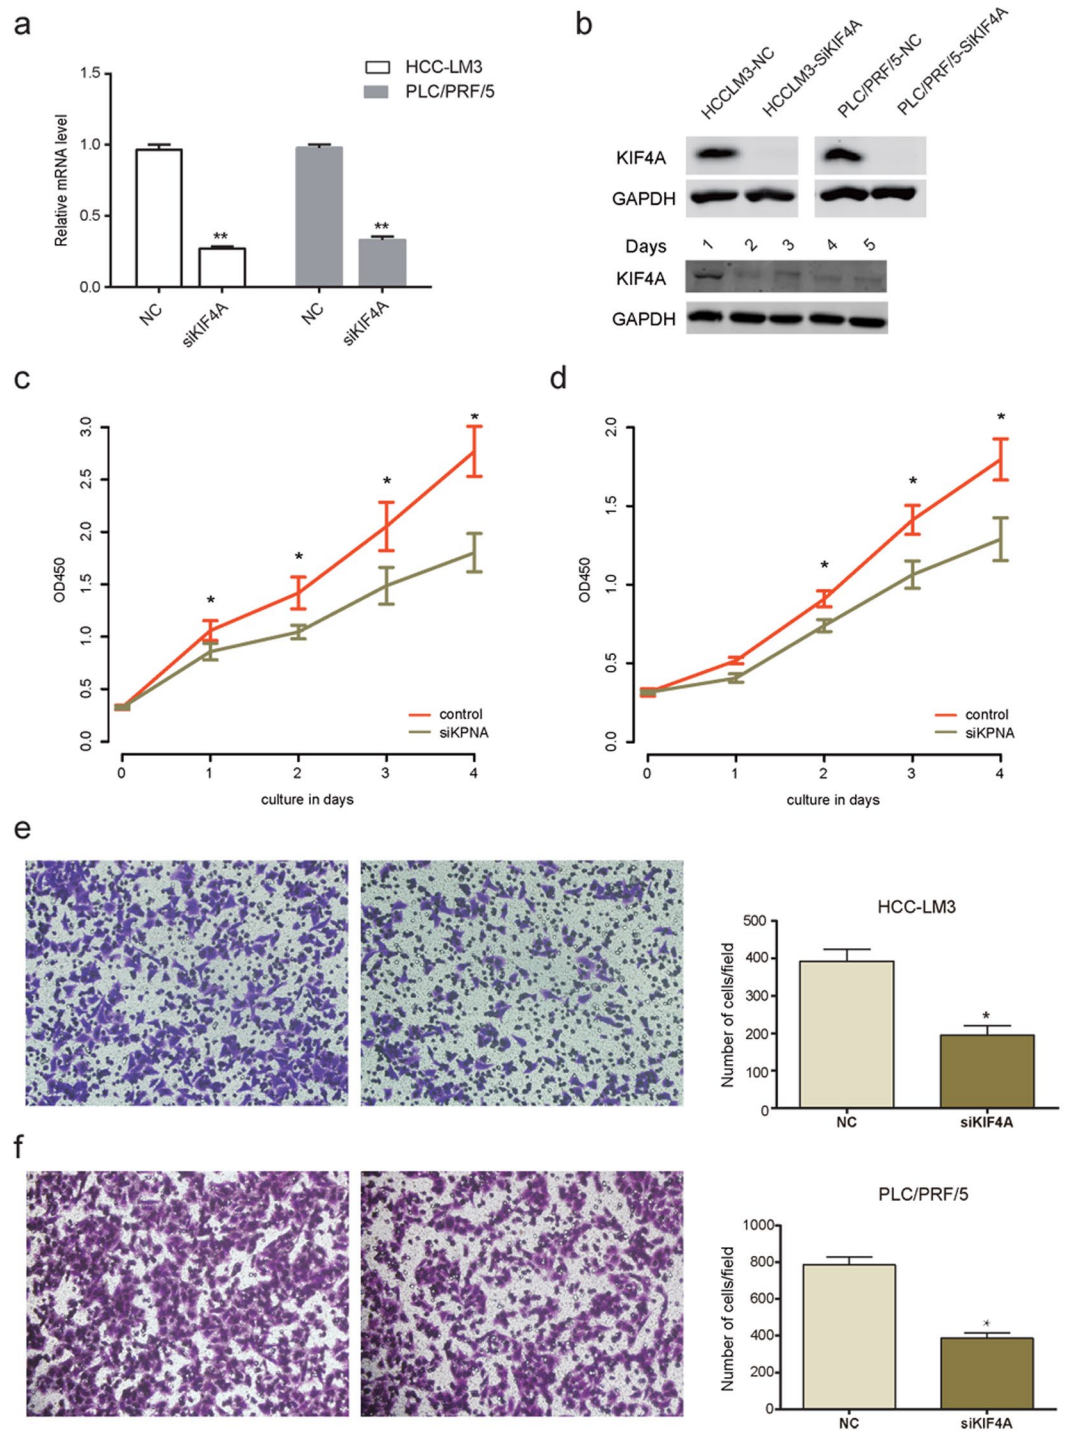 a
1.5
1.0
0.5
0.0
Relative mRNA level
HCC-LM3
PLC/PRF/5
**
**
NC
siKIF4A
NC
siKIF4A
b
HCCLM3-NC
HCCLM3-SiKIF4A
PLC/PRF/5-NC
PLC/PRF/5-SiKIF4A
KIF4A
GAPDH
Days 1 2 3 4 5
KIF4A
GAPDH
c
OD450
3.0
2.5
2.0
1.5
1.0
0.5
0.0
*
*
*
*
control
siKPNA
0 1 2 3 4
culture in days
d
OD450
2.0
1.5
1.0
0.5
0.0
*
*
*
control
siKPNA
0 1 2 3 4
culture in days
e
HCC-LM3
Number of cells/field
500
400
300
200
100
0
*
NC siKIF4A
f
PLC/PRF/5
Number of cells/field
1000
800
600
400
200
0
*
NC siKIF4A